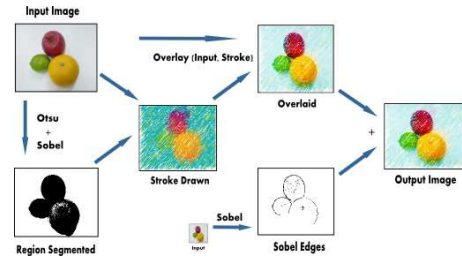 Input Image
Overlay (Input, Stroke)
Overlaid
Otsu
+
Sobel
Stroke Drawn
+
Output Image
Region Segmented
Input
Sobel
Sobel Edges